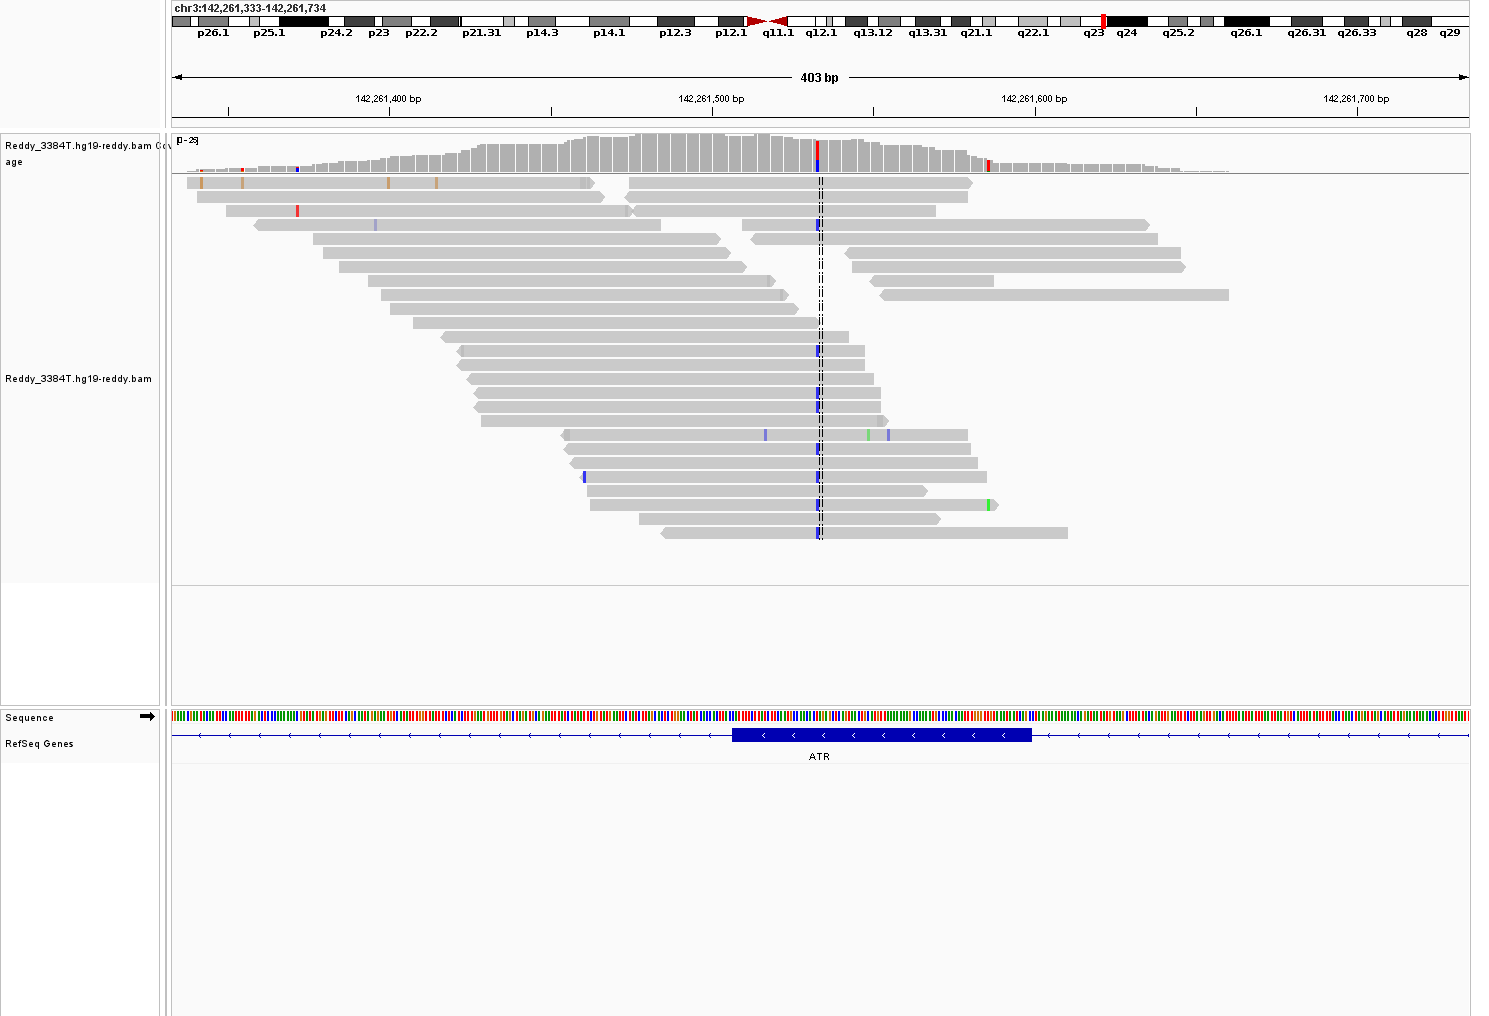 chr3:142,261,333-142,261,734
p26.1 p25.1 p24.2 p23 p22.2 p21.31 p14.3 p14.1 p12.3 p12.1 q11.1 q12.1 q13.12 q13.31 q21.1 q22.1 q23 q24 q25.2 q26.1 q26.31 q26.33 q28 q29
403 bp
142,261,400 bp 142,261,500 bp 142,261,600 bp 142,261,700 bp
Reddy_3384T.hg19-reddy.bam Cov
age
Reddy_3384T.hg19-reddy.bam
Sequence
RefSeq Genes
ATR